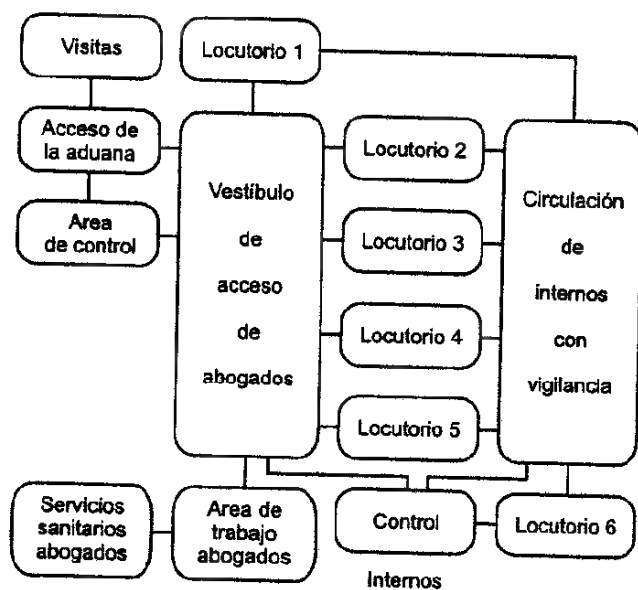 Visitas
Locutorio 1
Acceso de
la aduana
Area
de control
Vestíbulo
de
acceso
de
abogados
Locutorio 2
Locutorio 3
Locutorio 4
Locutorio 5
Circulación
de
internos
con
vigilancia
Servicios
sanitarios
abogados
Area de
trabajo
abogados
Control
Locutorio 6
Internos